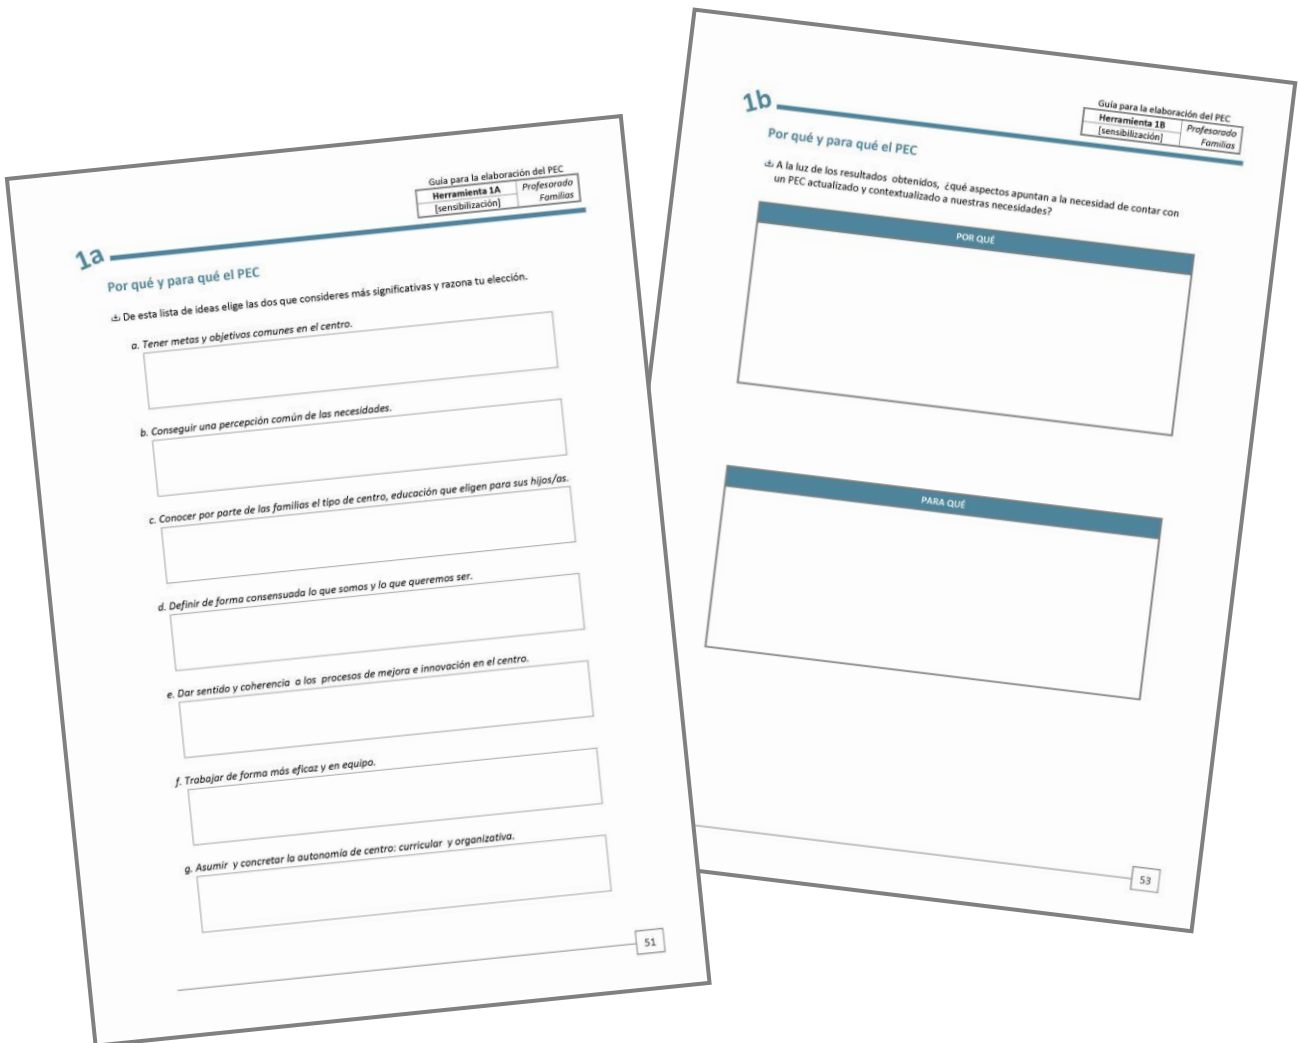 Guía para la elaboración del PEC
Herramienta 1A
[sensibilización]
Profesorado
Familias
1a
Por qué y para qué el PEC
De esta lista de ideas elige las dos que consideres más significativas y razona tu elección.
a. Tener metas y objetivos comunes en el centro.
b. Conseguir una percepción común de las necesidades.
c. Conocer por parte de las familias el tipo de centro, educación que eligen para sus hijos/as.
d. Definir de forma consensuada lo que somos y lo que queremos ser.
e. Dar sentido y coherencia a los procesos de mejora e innovación en el centro.
f. Trabajar de forma más eficaz y en equipo.
g. Asumir y concretar la autonomía de centro: curricular y organizativa.
51
1b
Guía para la elaboración del PEC
Herramienta 1B
[sensibilización]
Profesorado
Familias
Por qué y para qué el PEC
A la luz de los resultados obtenidos, ¿qué aspectos apuntan a la necesidad de contar con
un PEC actualizado y contextualizado a nuestras necesidades?
POR QUÉ
PARA QUÉ
53